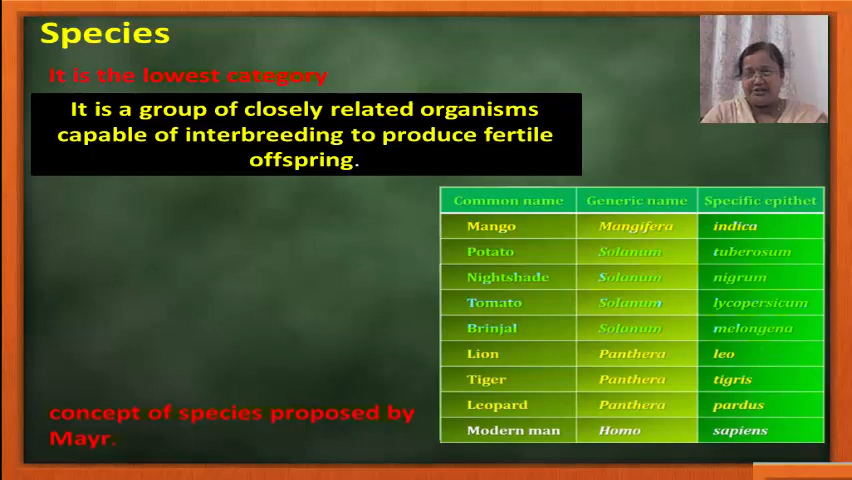 Species
It is the lowest category
It is a group of closely related organisms
capable of interbreeding to produce fertile
offspring.
Common name Generic name Specific epithet
Mango Mangifera indica
Potato Solanum tuberosum
Nightshade Solanum nigrum
Tomato Solanum lycopersicum
Brinjal Solanum melongena
Lion Panthera leo
Tiger Panthera tigris
Leopard Panthera pardus
Modern man Homo sapiens
concept of species proposed by
Mayr.